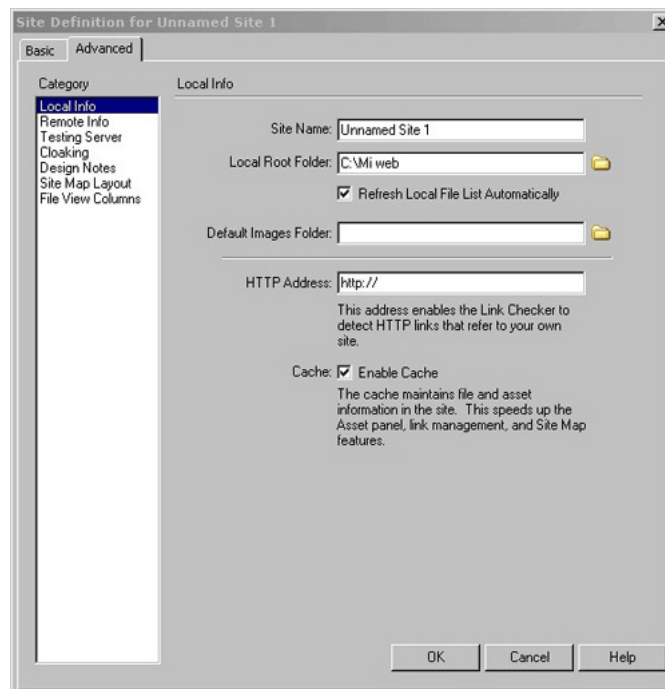 Site Definition for Unnamed Site 1
Basic
Advanced
Category
Local Info
Remote Info
Testing Server
Cloaking
Design Notes
Site Map Layout
File View Columns
Local Info
Site Name: Unnamed Site 1
Local Root Folder: C:\Mi web
Refresh Local File List Automatically
Default Images Folder:
HTTP Address: http://
This address enables the Link Checker to
detect HTTP links that refer to your own
site.
Cache: Enable Cache
The cache maintains file and asset
information in the site.  This speeds up the
Asset panel, link management, and Site Map
features.
OK
Cancel
Help